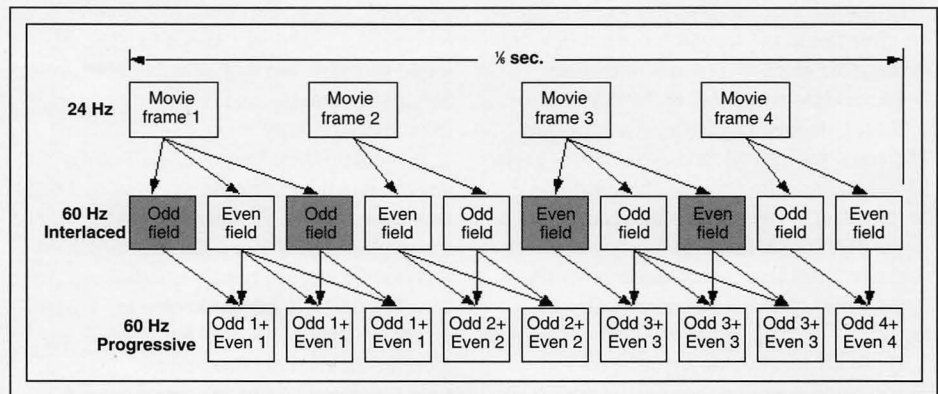 ⅙ sec.
24 Hz
Movie
frame 1
Movie
frame 2
Movie
frame 3
Movie
frame 4
60 Hz
Interlaced
Odd
field
Even
field
Odd
field
Even
field
Odd
field
Even
field
Odd
field
Even
field
Odd
field
Even
field
60 Hz
Progressive
Odd 1+
Even 1
Odd 1+
Even 1
Odd 1+
Even 1
Odd 2+
Even 2
Odd 2+
Even 2
Odd 3+
Even 3
Odd 3+
Even 3
Odd 3+
Even 3
Odd 4+
Even 4